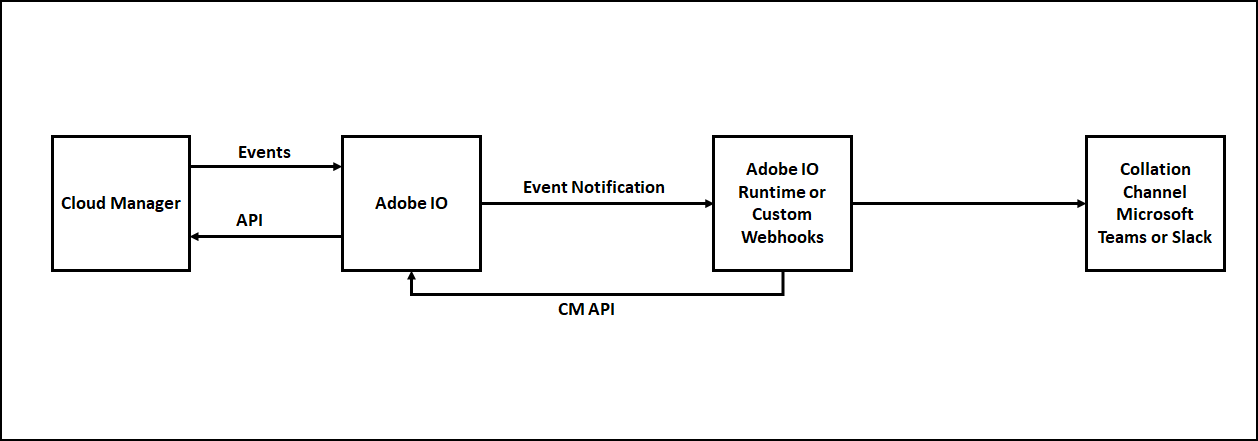 Events
Cloud Manager
API
Adobe IO
Event Notification
CM API
Adobe IO
Runtime or
Custom
Webhooks
Collation
Channel
Microsoft
Teams or Slack